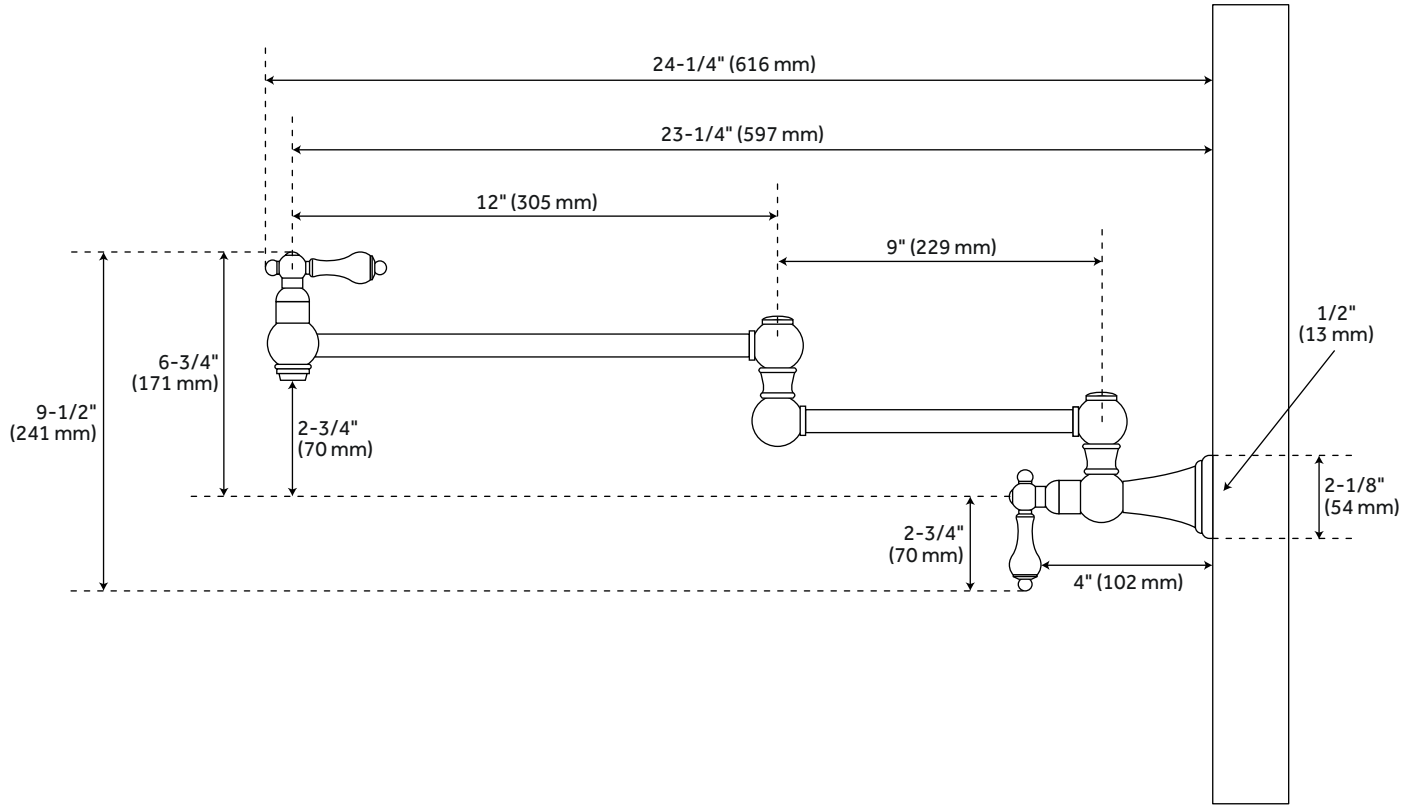 24-1/4" (616 mm)
23-1/4" (597 mm)
12" (305 mm)
9" (229 mm)
1/2"
(13 mm)
6-3/4"
(171 mm)
9-1/2"
(241 mm)
2-3/4"
(70 mm)
2-1/8"
(54 mm)
2-3/4"
(70 mm)
4" (102 mm)